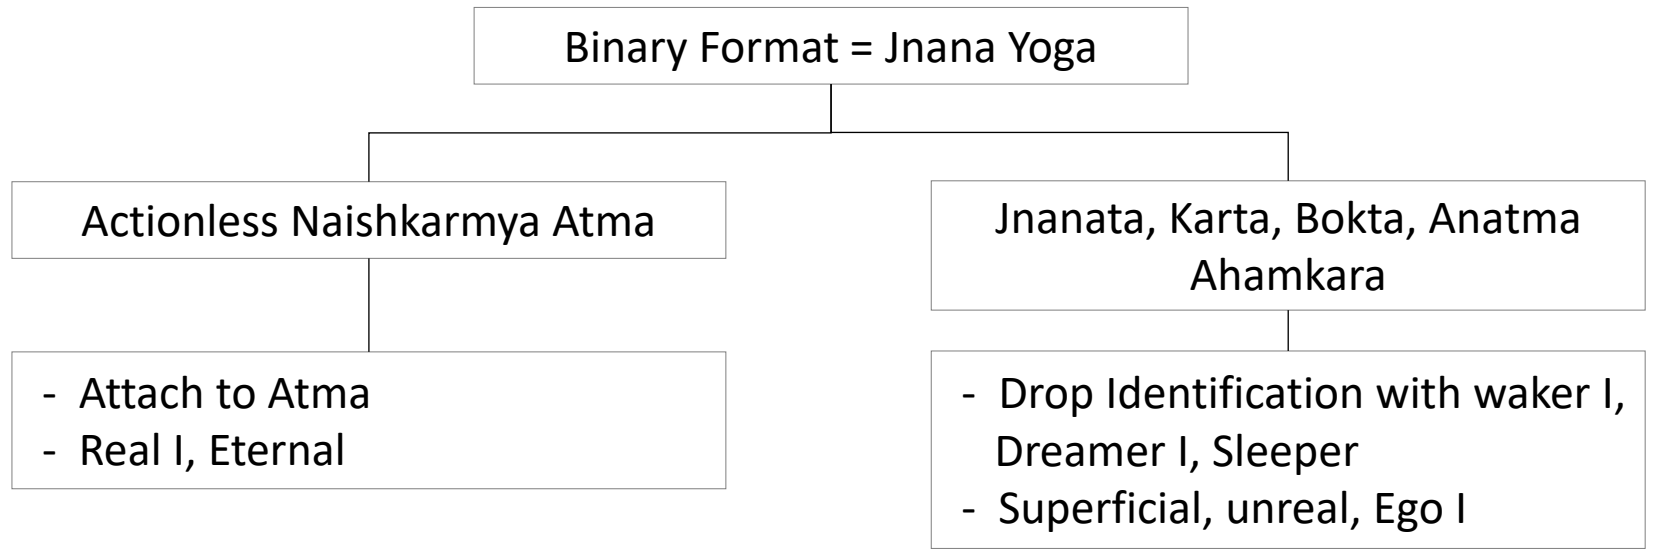 Binary Format = Jnana Yoga
Actionless Naishkarmya Atma
- Attach to Atma
- Real I, Eternal
Jnanata, Karta, Bokta, Anatma
Ahamkara
- Drop Identification with waker I,
Dreamer I, Sleeper
- Superficial, unreal, Ego I